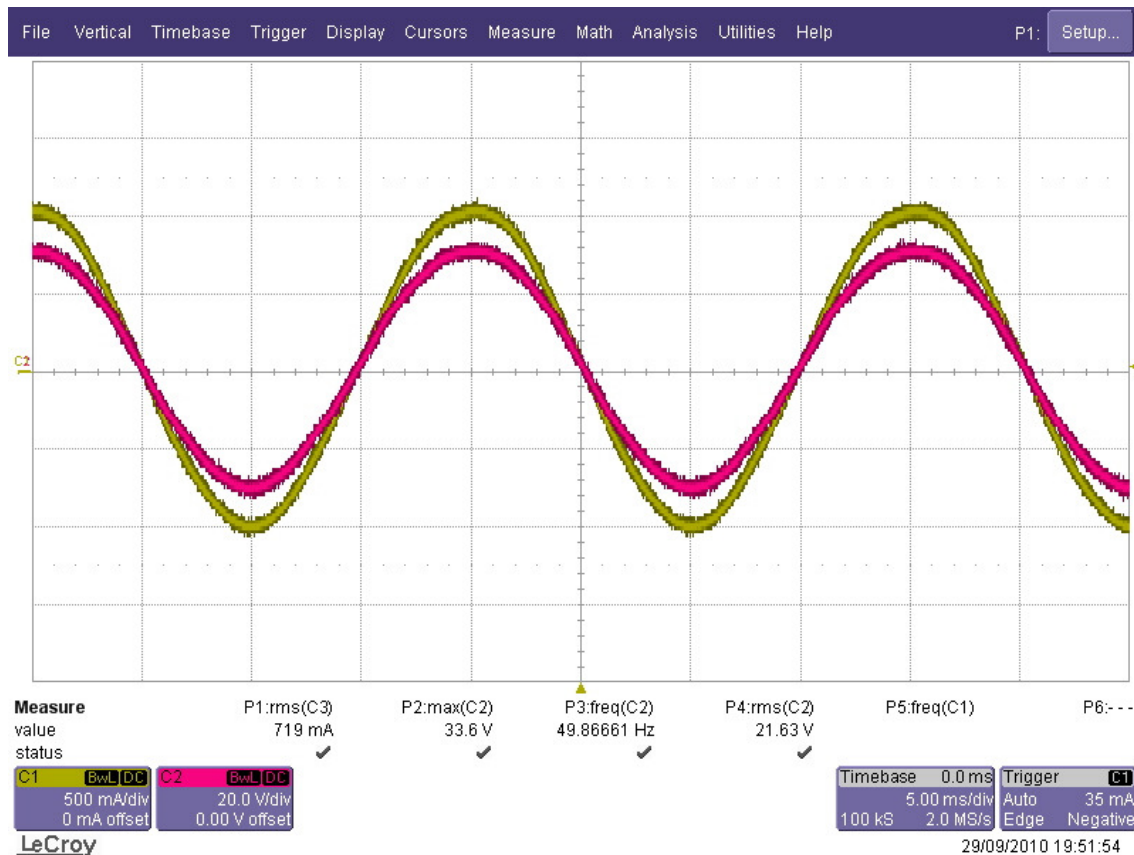 File Vertical Timebase Trigger Display Cursors Measure Math Analysis Utilities Help P1: Setup...
C2
Measure P1:rms(C3) P2:max(C2) P3:freq(C2) P4:rms(C2) P5:freq(C1) P6:- - -
value 719 mA 33.6 V 49.86661 Hz 21.63 V
status
C1 BwL DC C2 BwL DC Timebase 0.0 ms Trigger C1
500 mA/div 20.0 V/div 5.00 ms/div Auto 35 mA
0 mA offset 0.00 V offset 100 kS 2.0 MS/s Edge Negative
LeCroy 29/09/2010 19:51:54